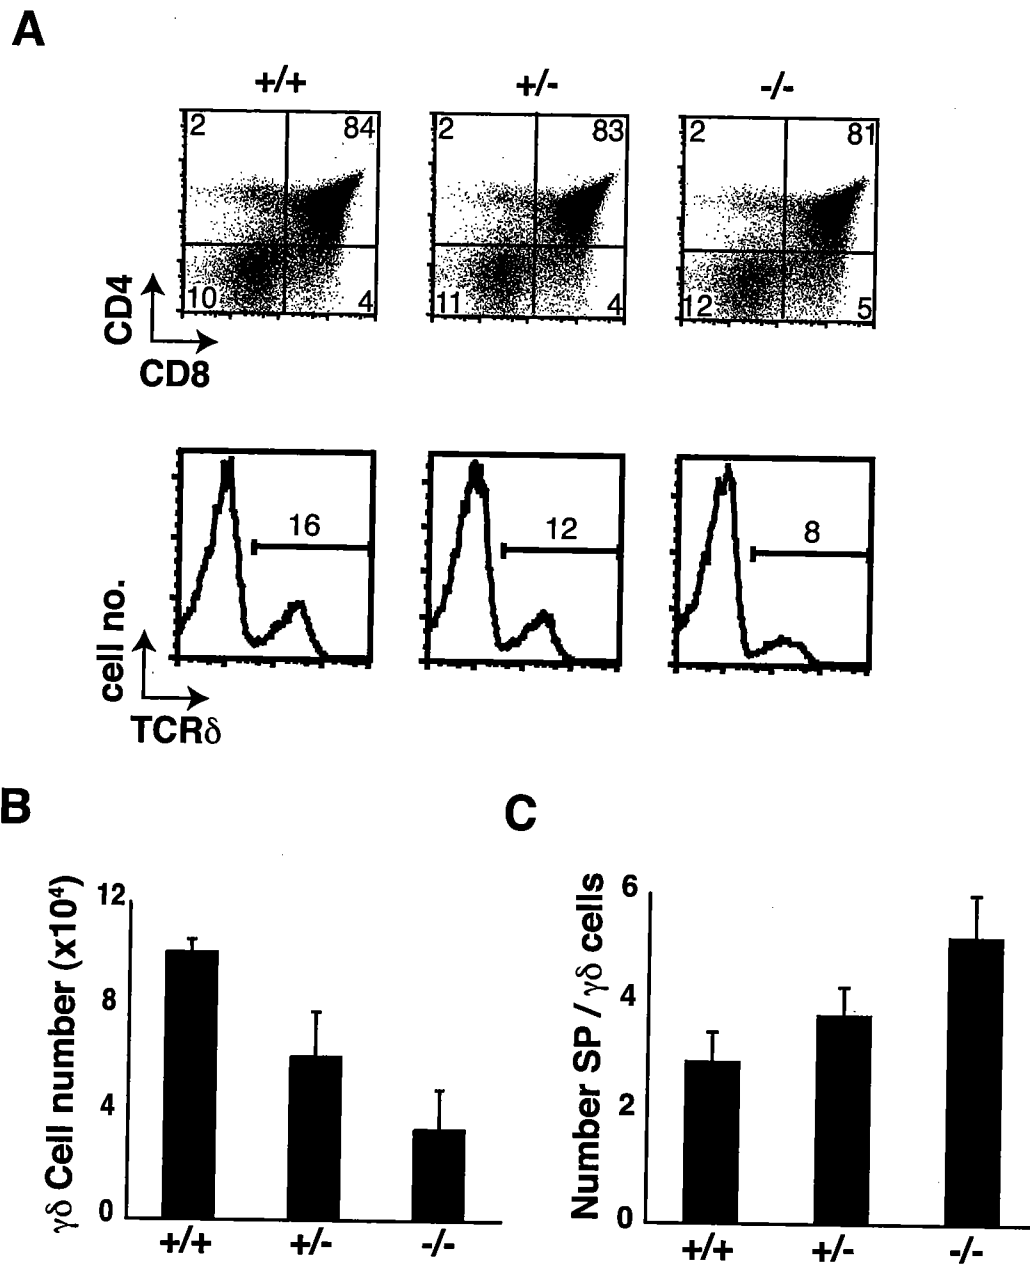 A
+/+ +/- -/-
2 84 2 83 2 81
10 4 11 4 12 5
CD4
CD8
16 12 8
cell no.
TCRδ
B
γδ Cell number (x10⁴)
12
8
4
0
+/+ +/- -/-
C
Number SP / γδ cells
6
4
2
0
+/+ +/- -/-